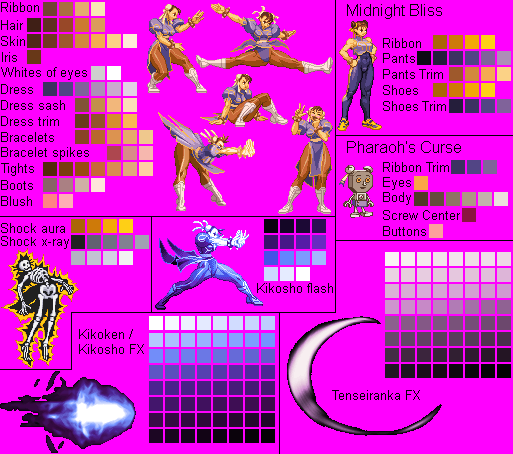 Ribbon
Hair
Skin
Iris
Whites of eyes
Dress
Dress sash
Dress trim
Bracelets
Bracelet spikes
Tights
Boots
Blush
Midnight Bliss
Ribbon
Pants
Pants Trim
Shoes
Shoes Trim
Pharaoh's Curse
Ribbon Trim
Eyes
Body
Screw Center
Buttons
Shock aura
Shock x-ray
Kikosho flash
Kikoken /
Kikosho FX
Tenseiranka FX